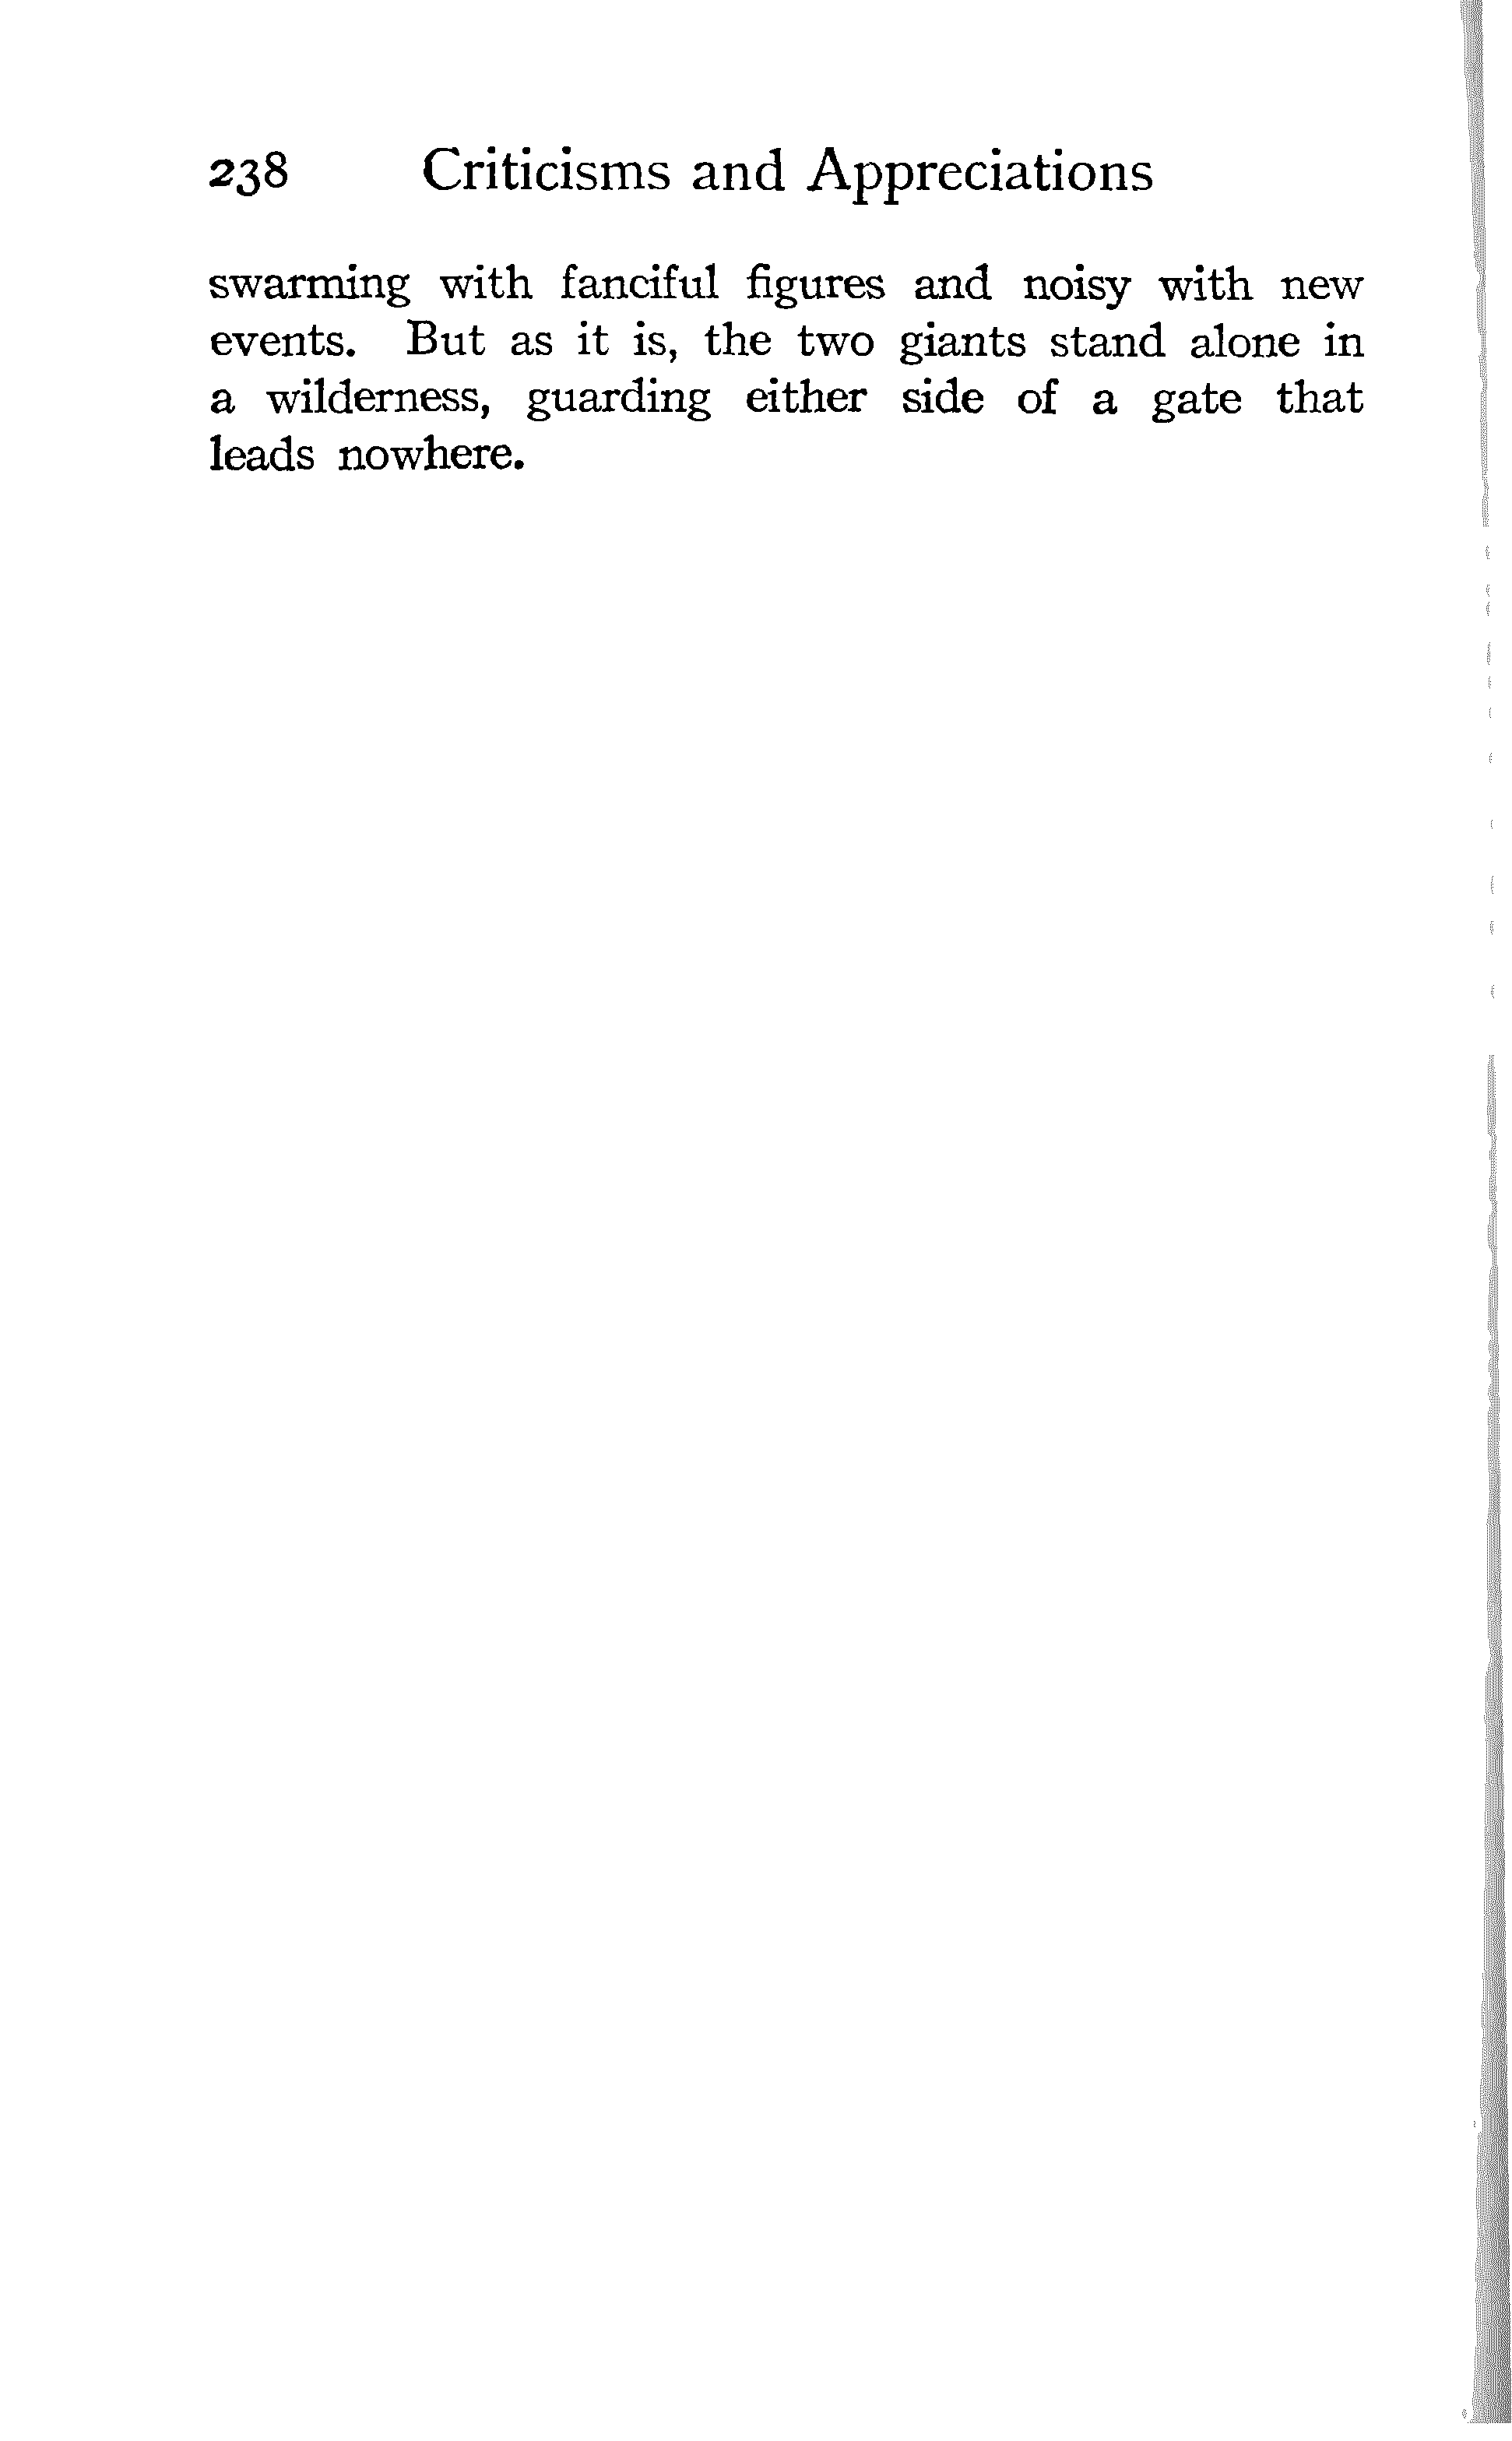 238 Criticisms and Appreciations
swarming with fanciful figures and noisy with new
events. But as it is, the two giants stand alone in
a wilderness, guarding either side of a gate that
leads nowhere.